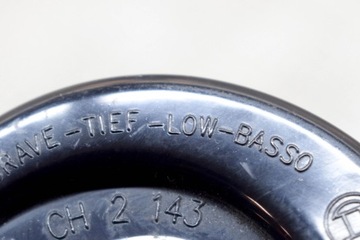 RAVE-TIEF-LOW-BASSO
CH 2 143